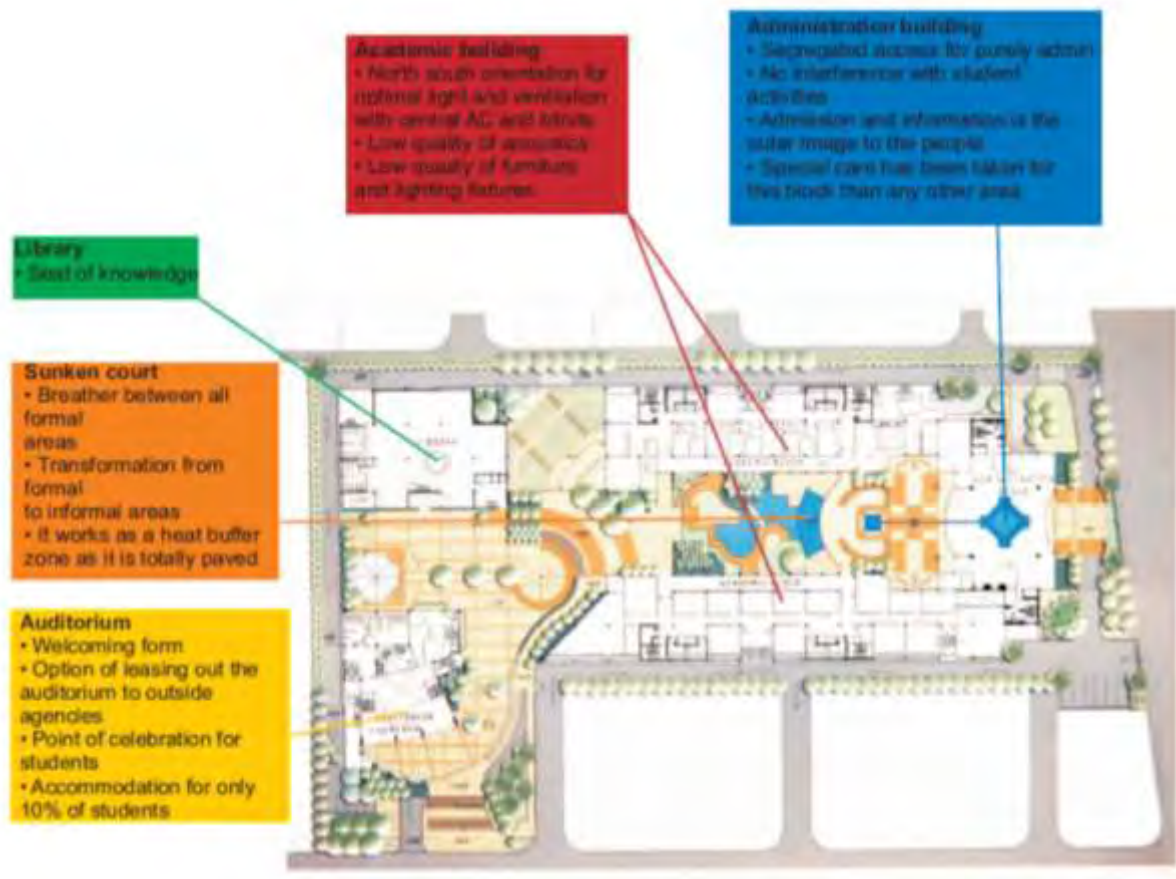 Academic building
• North south orientation for
optimal light and ventilation
with central AC and blinds
• Low quality of acoustics
• Low quality of furniture
and lighting fixtures
Administration building
• Segregated access for purely admin
• No interference with student
activities
• Admission and information is the
outer image to the people
• Special care has been taken for
this block than any other area
Library
• Seat of knowledge
Sunken court
• Breather between all
formal
areas
• Transformation from
formal
to informal areas
• It works as a heat buffer
zone as it is totally paved
Auditorium
• Welcoming form
• Option of leasing out the
auditorium to outside
agencies
• Point of celebration for
students
• Accommodation for only
10% of students